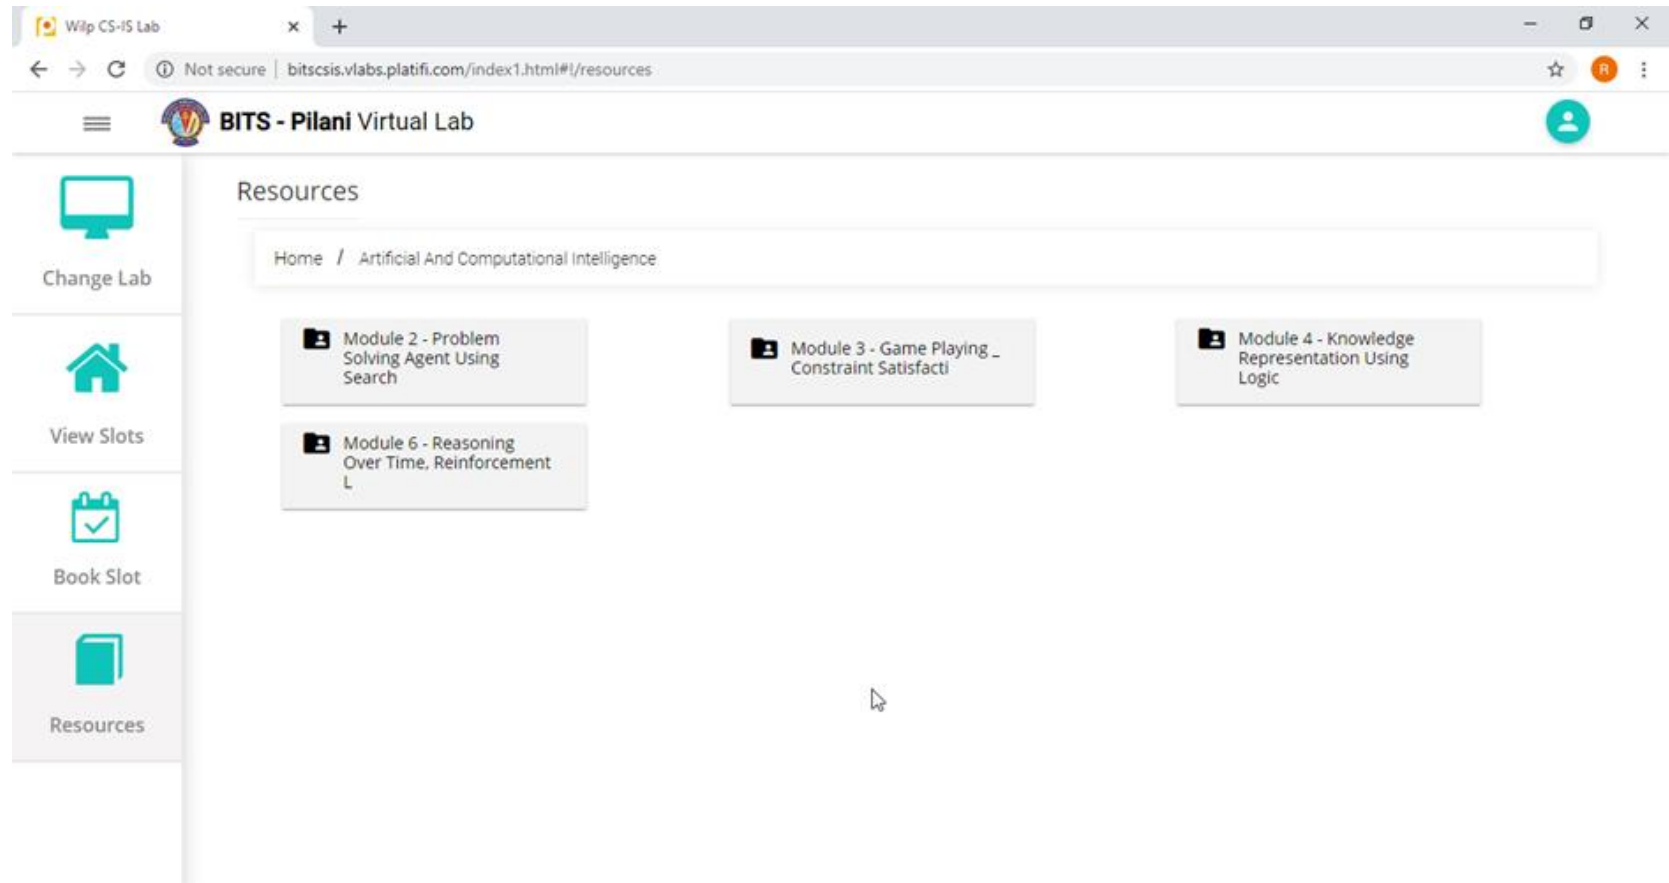 Wilp CS-IS Lab
Not secure | bitscsis.vlabs.platifi.com/index1.html#!/resources
R
BITS - Pilani Virtual Lab
Change Lab
View Slots
Book Slot
Resources
Resources
Home / Artificial And Computational Intelligence
Module 2 - Problem
Solving Agent Using
Search
Module 3 - Game Playing _
Constraint Satisfacti
Module 4 - Knowledge
Representation Using
Logic
Module 6 - Reasoning
Over Time, Reinforcement
L